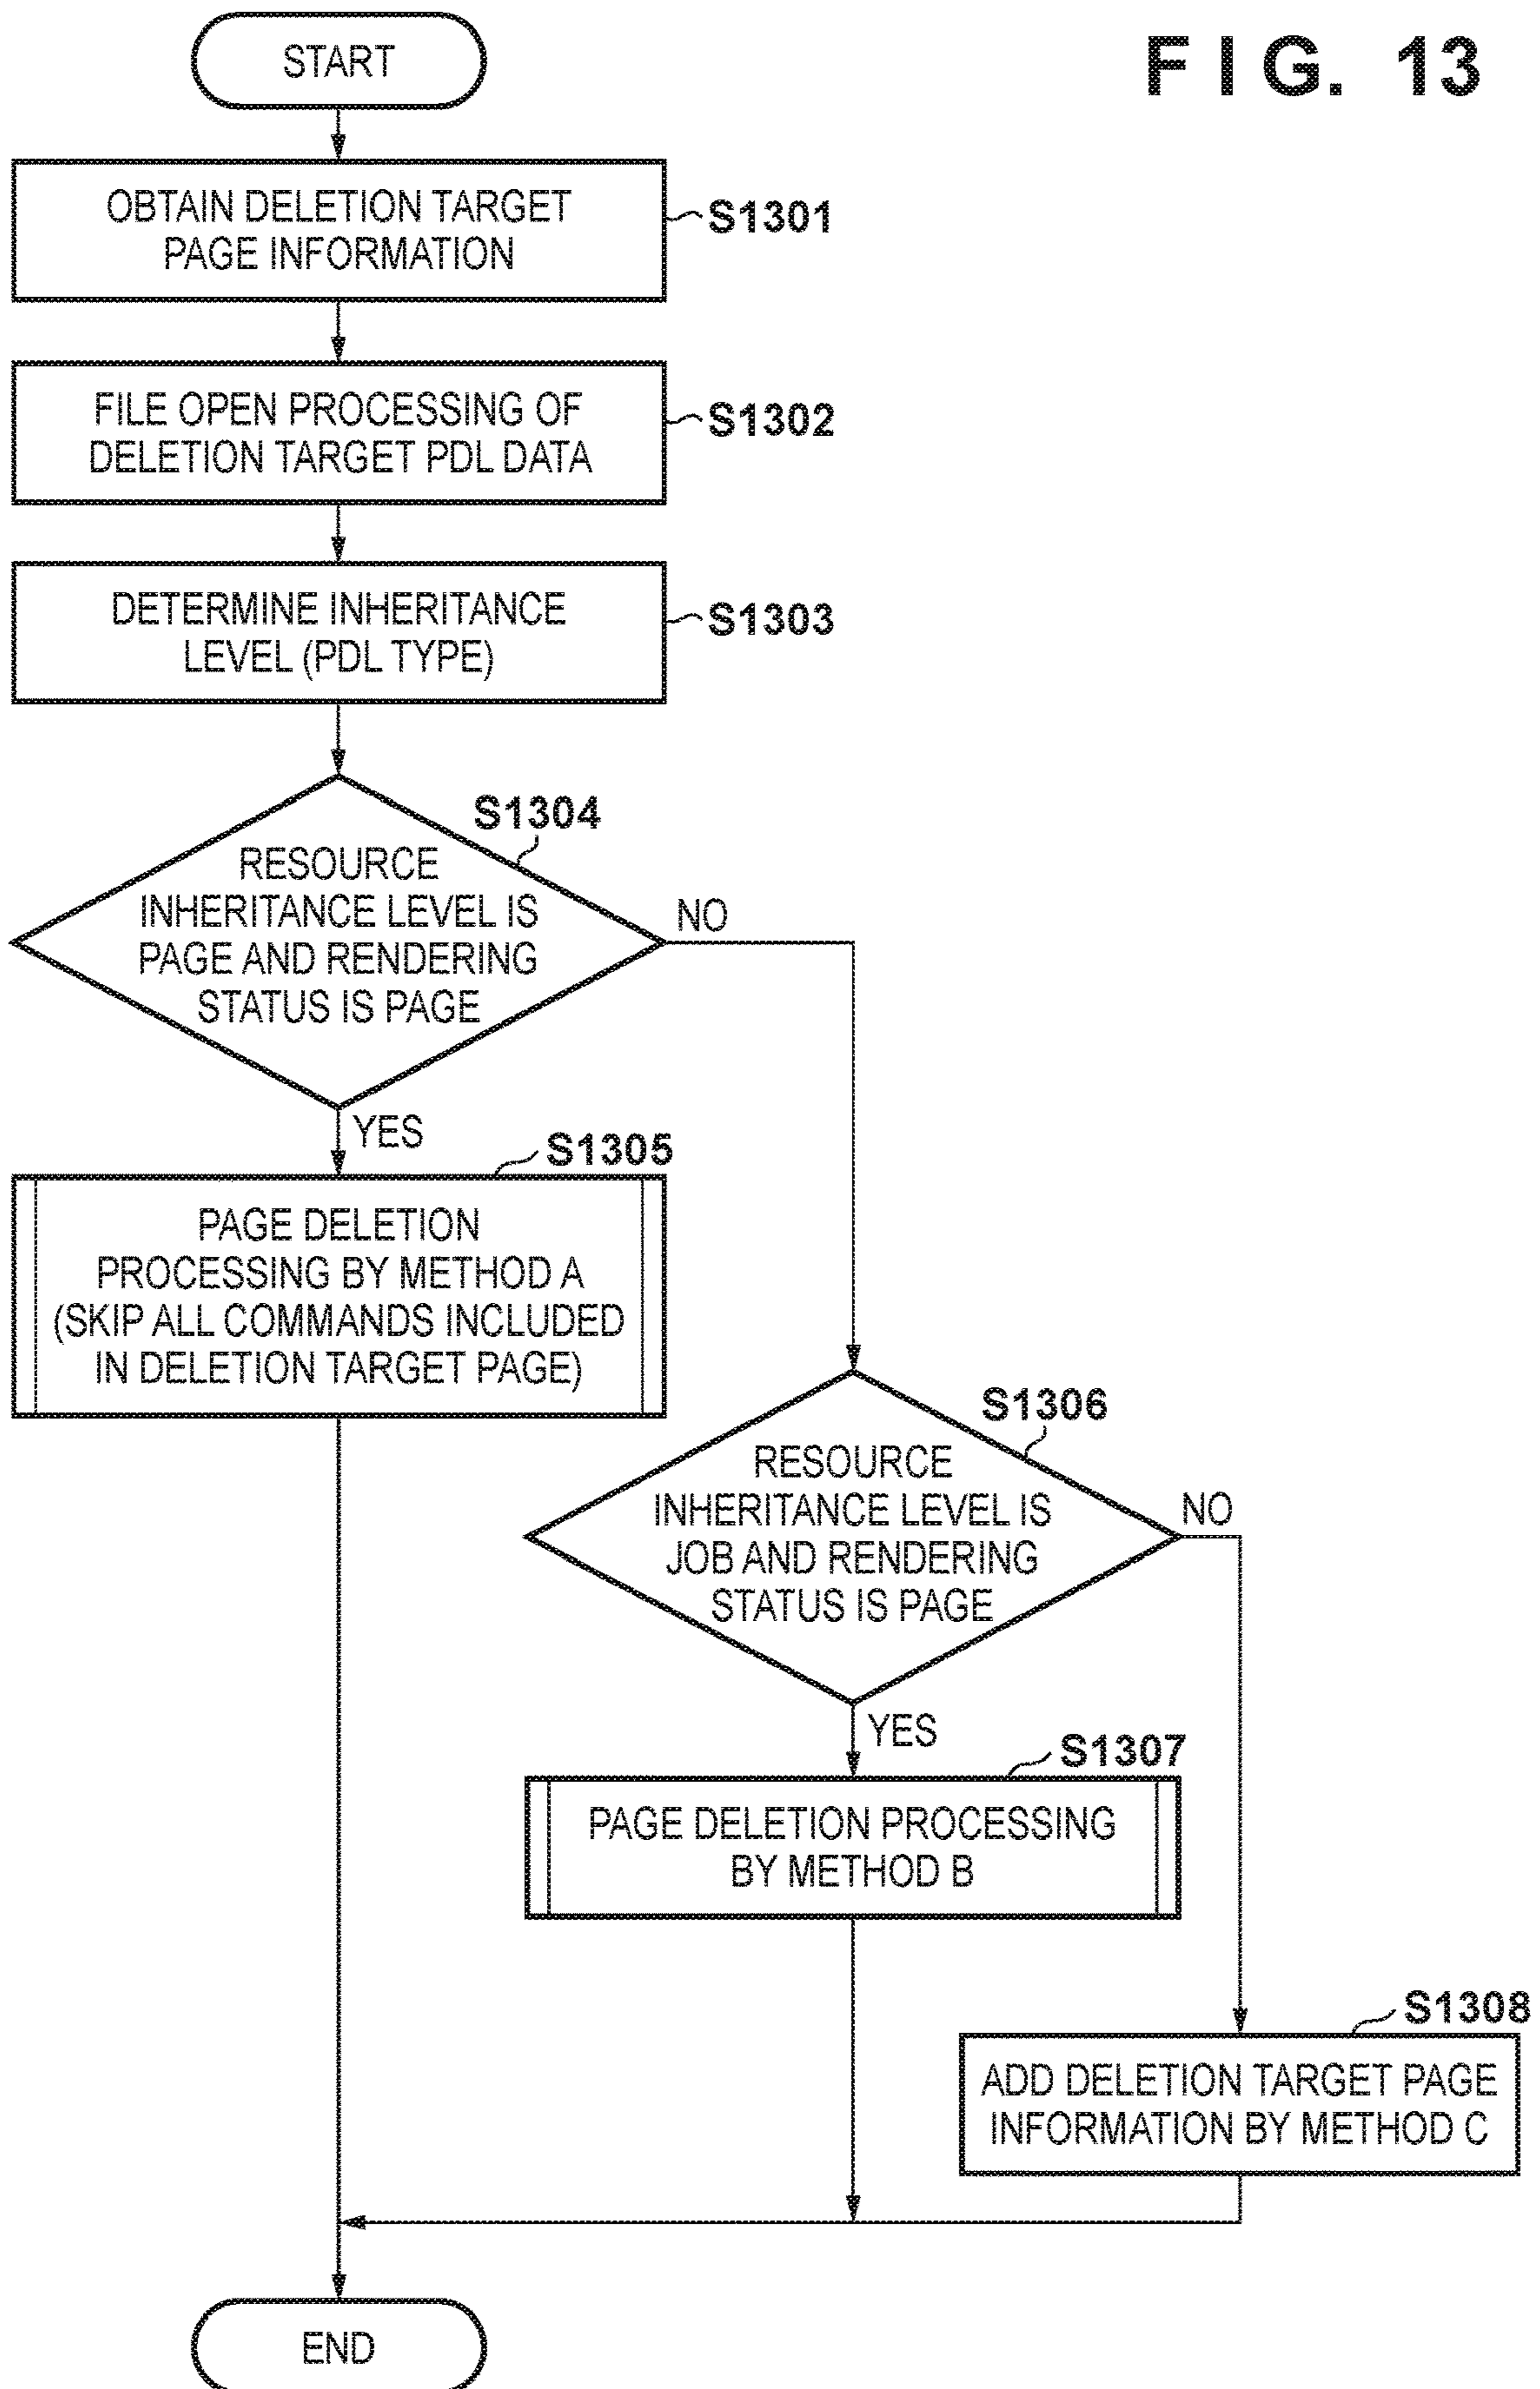 FIG. 13
START
OBTAIN DELETION TARGET
PAGE INFORMATION
S1301
FILE OPEN PROCESSING OF
DELETION TARGET PDL DATA
S1302
DETERMINE INHERITANCE
LEVEL (PDL TYPE)
S1303
S1304
RESOURCE
INHERITANCE LEVEL IS
PAGE AND RENDERING
STATUS IS PAGE
NO
YES
S1305
PAGE DELETION
PROCESSING BY METHOD A
(SKIP ALL COMMANDS INCLUDED
IN DELETION TARGET PAGE)
S1306
RESOURCE
INHERITANCE LEVEL IS
JOB AND RENDERING
STATUS IS PAGE
NO
YES
S1307
PAGE DELETION PROCESSING
BY METHOD B
S1308
ADD DELETION TARGET PAGE
INFORMATION BY METHOD C
END